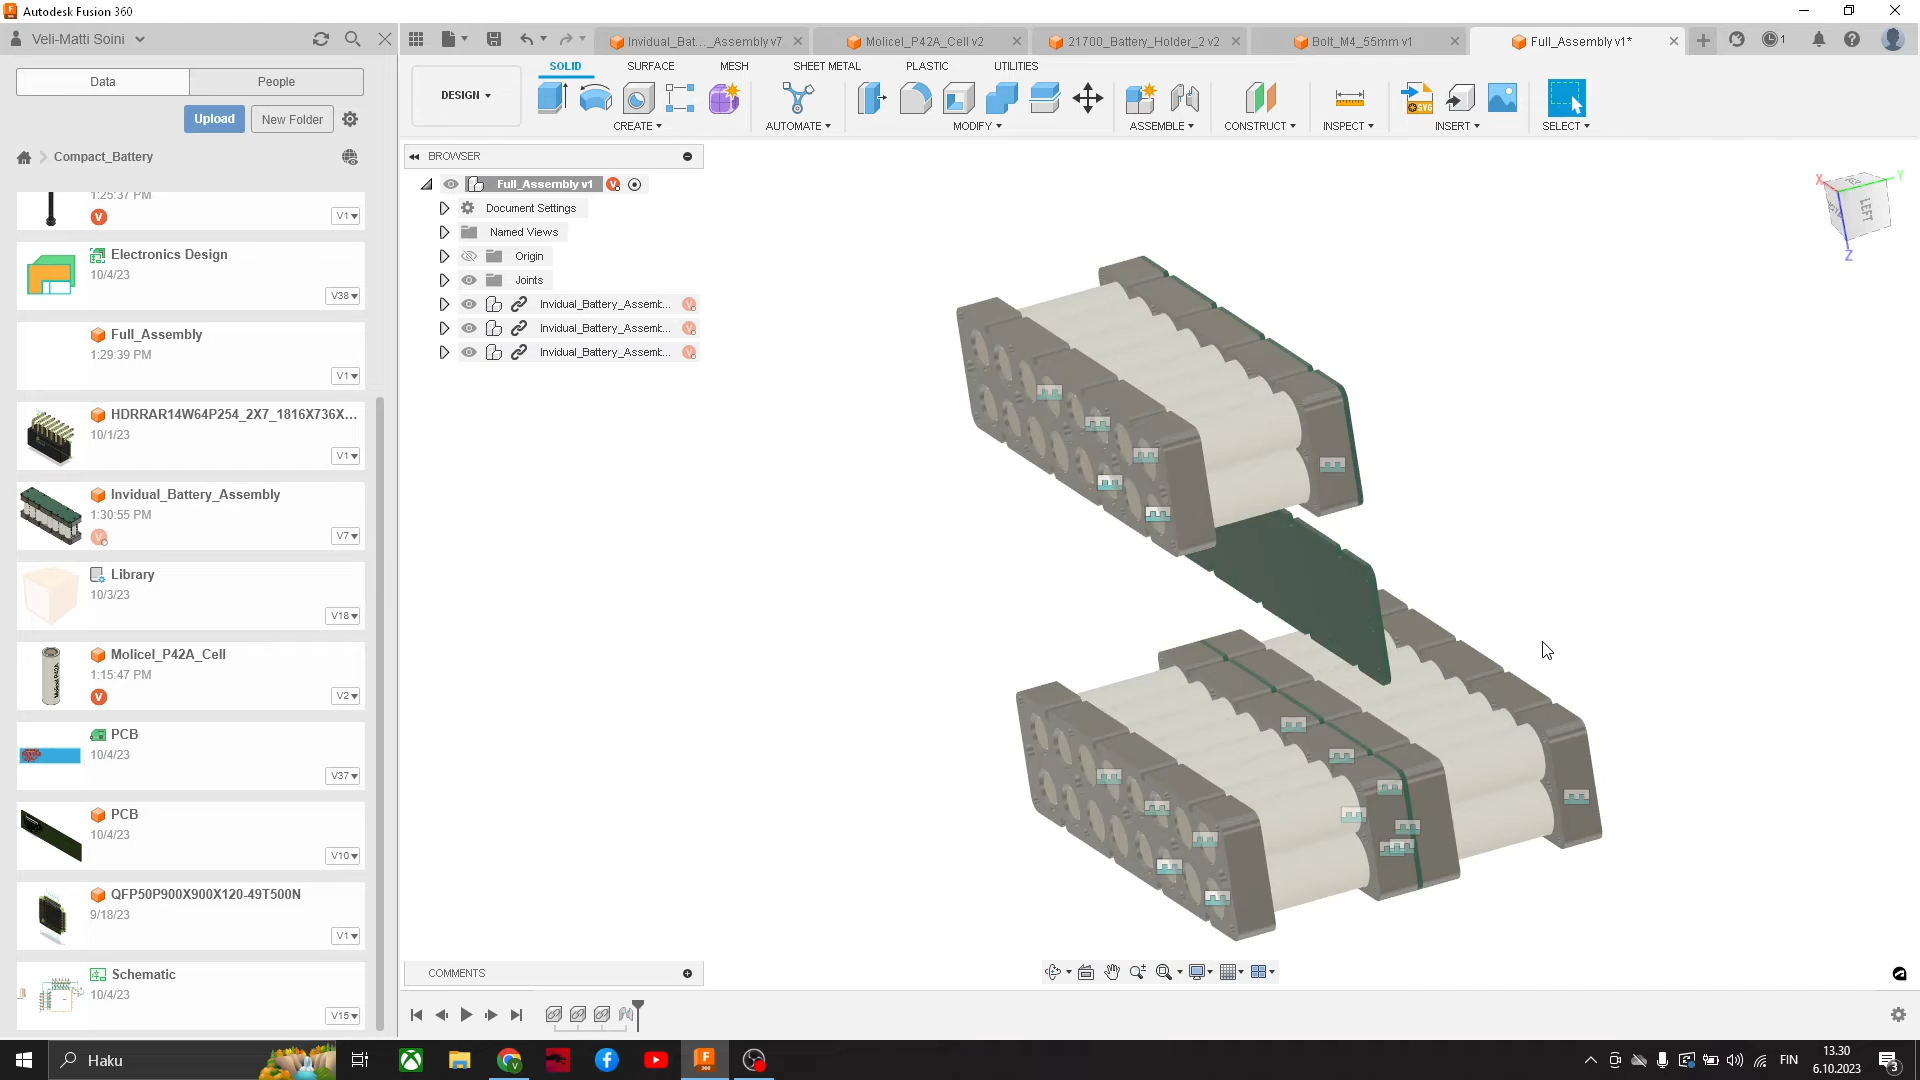 Autodesk Fusion 360
Veli-Matti Soini
Invidual_Bat..._Assembly v7
Molicel_P42A_Cell v2
21700_Battery_Holder_2 v2
Bolt_M4_55mm v1
Full_Assembly v1*
1
Data
People
Upload
New Folder
Compact_Battery
DESIGN
SOLID
SURFACE
MESH
SHEET METAL
PLASTIC
UTILITIES
CREATE
AUTOMATE
MODIFY
ASSEMBLE
CONSTRUCT
INSPECT
INSERT
SELECT
SVG
BROWSER
Full_Assembly v1
V
Document Settings
Named Views
Origin
Joints
Invidual_Battery_Assemb...
Invidual_Battery_Assemb...
Invidual_Battery_Assemb...
X
Y
Z
LEFT
1:25:37 PM
V
V1
Electronics Design
10/4/23
V38
Full_Assembly
1:29:39 PM
V1
HDRRAR14W64P254_2X7_1816X736X...
10/1/23
V1
Invidual_Battery_Assembly
1:30:55 PM
V7
Library
10/3/23
V18
Molicel_P42A_Cell
1:15:47 PM
V
V2
PCB
10/4/23
V37
PCB
10/4/23
V10
QFP50P900X900X120-49T500N
9/18/23
V1
Schematic
10/4/23
V15
COMMENTS
Haku
FIN
13.30
6.10.2023
3